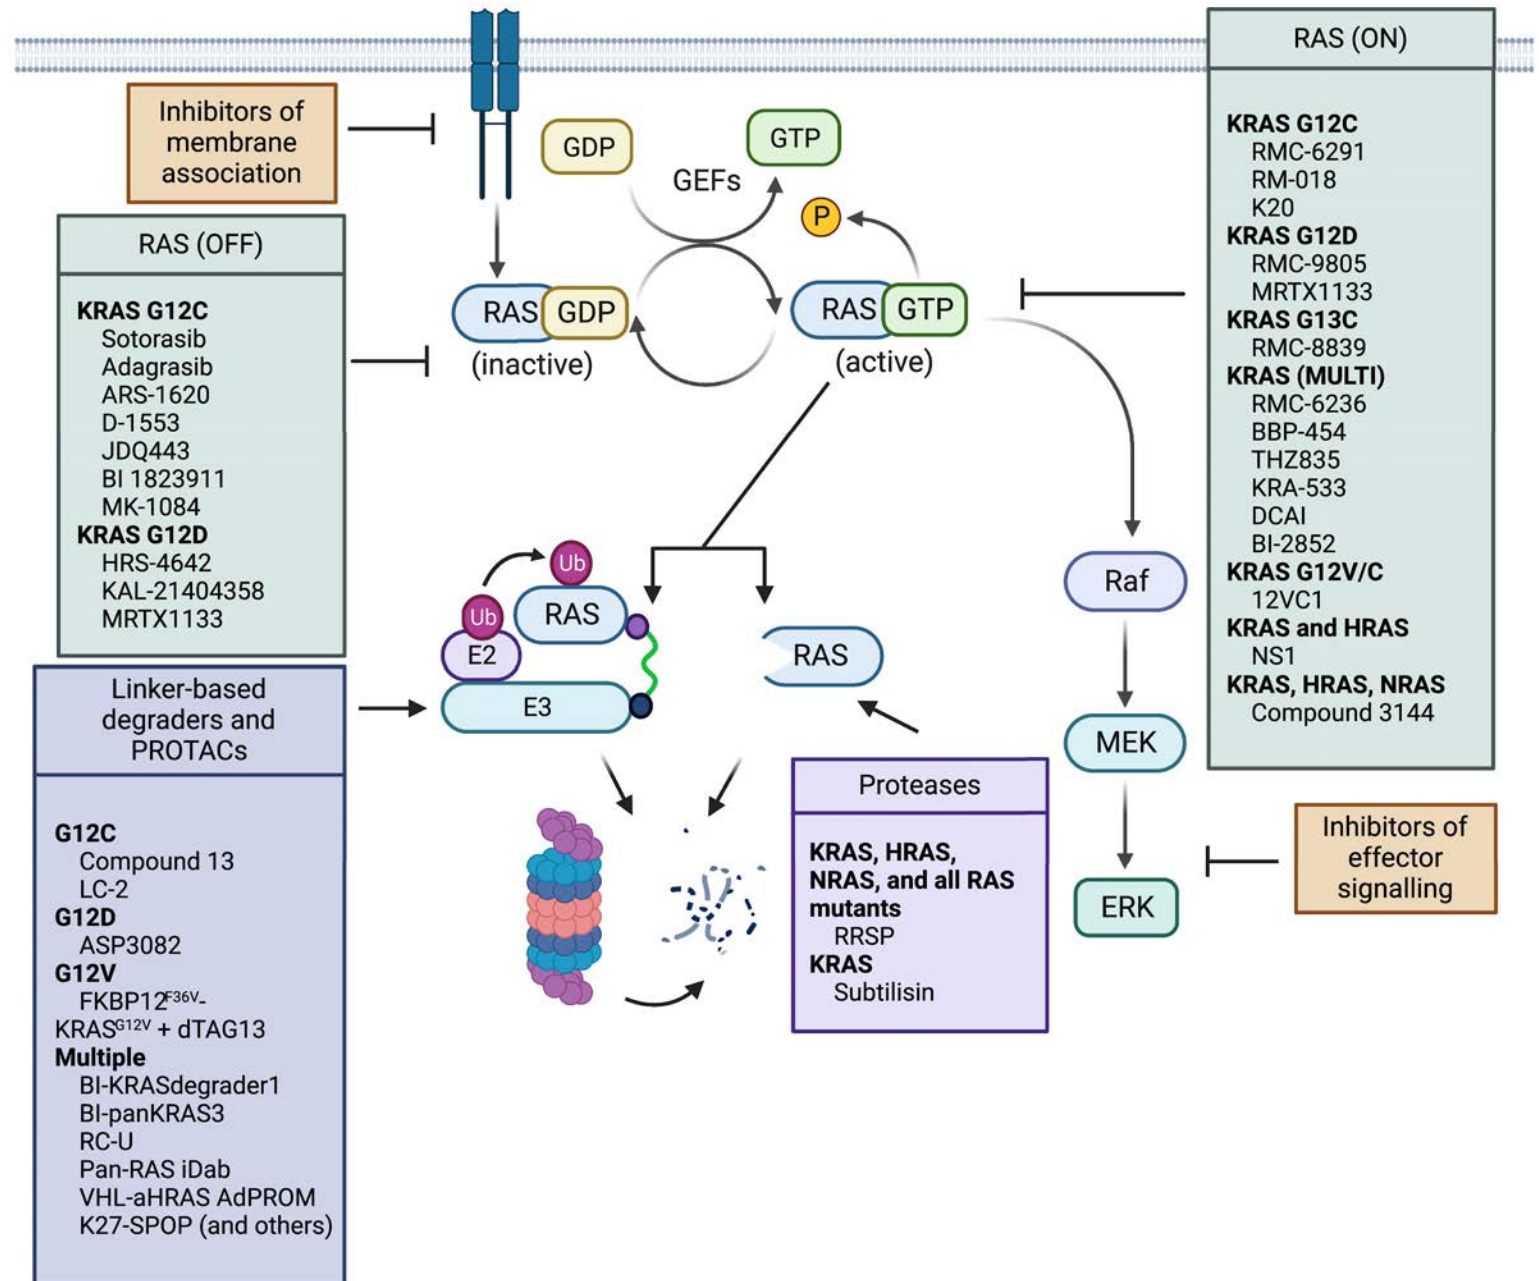 Inhibitors of
membrane
association
RAS (OFF)
KRAS G12C
Sotorasib
Adagrasib
ARS-1620
D-1553
JDQ443
BI 1823911
MK-1084
KRAS G12D
HRS-4642
KAL-21404358
MRTX1133
Linker-based
degraders and
PROTACs
G12C
Compound 13
LC-2
G12D
ASP3082
G12V
FKBP12F36V-
KRASG12V + dTAG13
Multiple
BI-KRASdegrader1
BI-panKRAS3
RC-U
Pan-RAS iDab
VHL-aHRAS AdPROM
K27-SPOP (and others)
GDP
GTP
GEFs
P
RAS
GDP
(inactive)
RAS
GTP
(active)
Ub
Ub
RAS
E2
E3
RAS
Proteases
KRAS, HRAS,
NRAS, and all RAS
mutants
RRSP
KRAS
Subtilisin
Raf
MEK
ERK
RAS (ON)
KRAS G12C
RMC-6291
RM-018
K20
KRAS G12D
RMC-9805
MRTX1133
KRAS G13C
RMC-8839
KRAS (MULTI)
RMC-6236
BBP-454
THZ835
KRA-533
DCAI
BI-2852
KRAS G12V/C
12VC1
KRAS and HRAS
NS1
KRAS, HRAS, NRAS
Compound 3144
Inhibitors of
effector
signalling